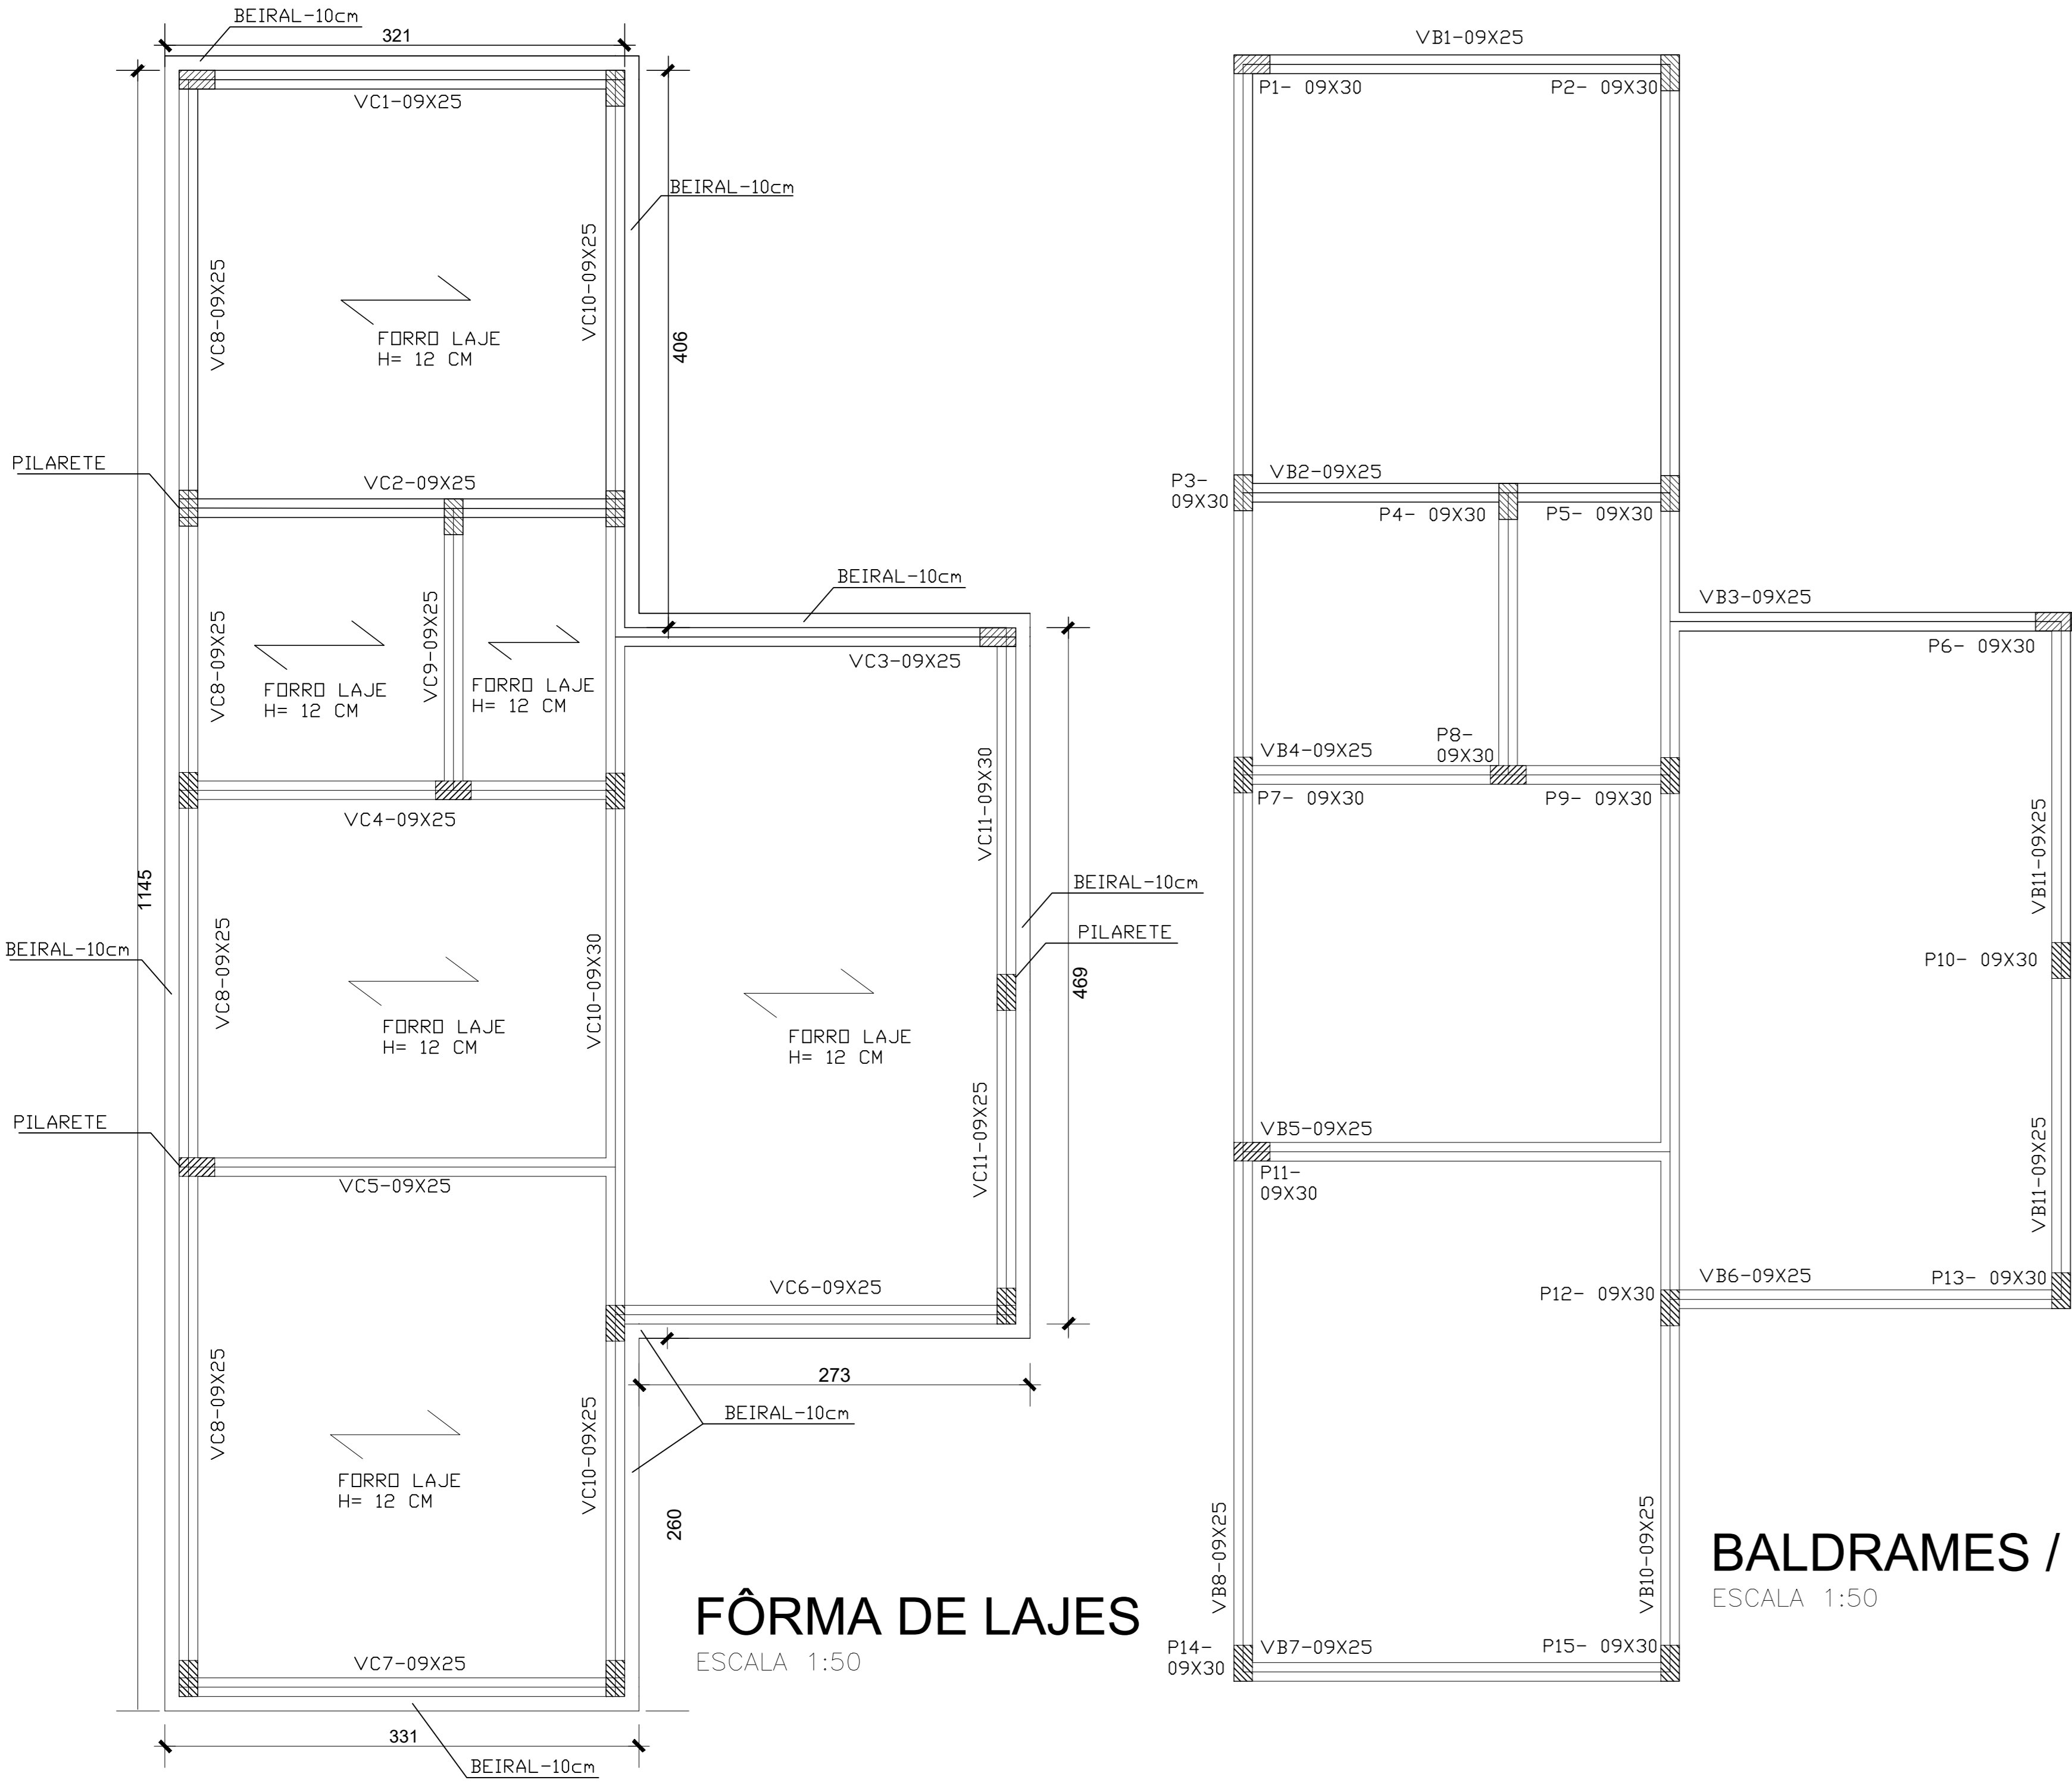 BEIRAL-10cm
321
VC1-09X25
BEIRAL-10cm
VC8-09X25
VC10-09X25
FORRO LAJE
H= 12 CM
406
PILARETE
VC2-09X25
BEIRAL-10cm
VC8-09X25
VC9-09X25
FORRO LAJE
H= 12 CM
FORRO LAJE
H= 12 CM
VC3-09X25
VC11-09X30
VC4-09X25
1145
BEIRAL-10cm
BEIRAL-10cm
PILARETE
VC8-09X25
VC10-09X30
469
FORRO LAJE
H= 12 CM
FORRO LAJE
H= 12 CM
PILARETE
VC5-09X25
VC11-09X25
VC6-09X25
273
BEIRAL-10cm
VC8-09X25
VC10-09X25
FORRO LAJE
H= 12 CM
260
VC7-09X25
331
BEIRAL-10cm
FÔRMA DE LAJES
ESCALA 1:50
VB1-09X25
P1- 09X30
P2- 09X30
P3-
09X30
VB2-09X25
P4- 09X30
P5- 09X30
VB3-09X25
P6- 09X30
VB4-09X25
P8-
09X30
P7- 09X30
P9- 09X30
VB11-09X25
P10- 09X30
VB5-09X25
P11-
09X30
VB11-09X25
VB6-09X25
P13- 09X30
P12- 09X30
VB8-09X25
VB10-09X25
P14-
09X30
VB7-09X25
P15- 09X30
BALDRAMES /
ESCALA 1:50